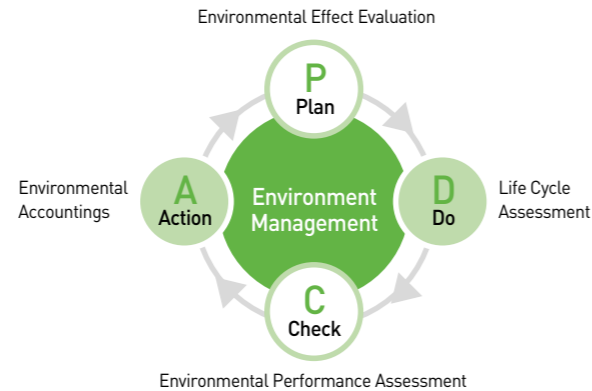 Environmental Effect Evaluation
P
Plan
Environmental
Accountings
A
Action
Environment
Management
D
Do
Life Cycle
Assessment
C
Check
Environmental Performance Assessment